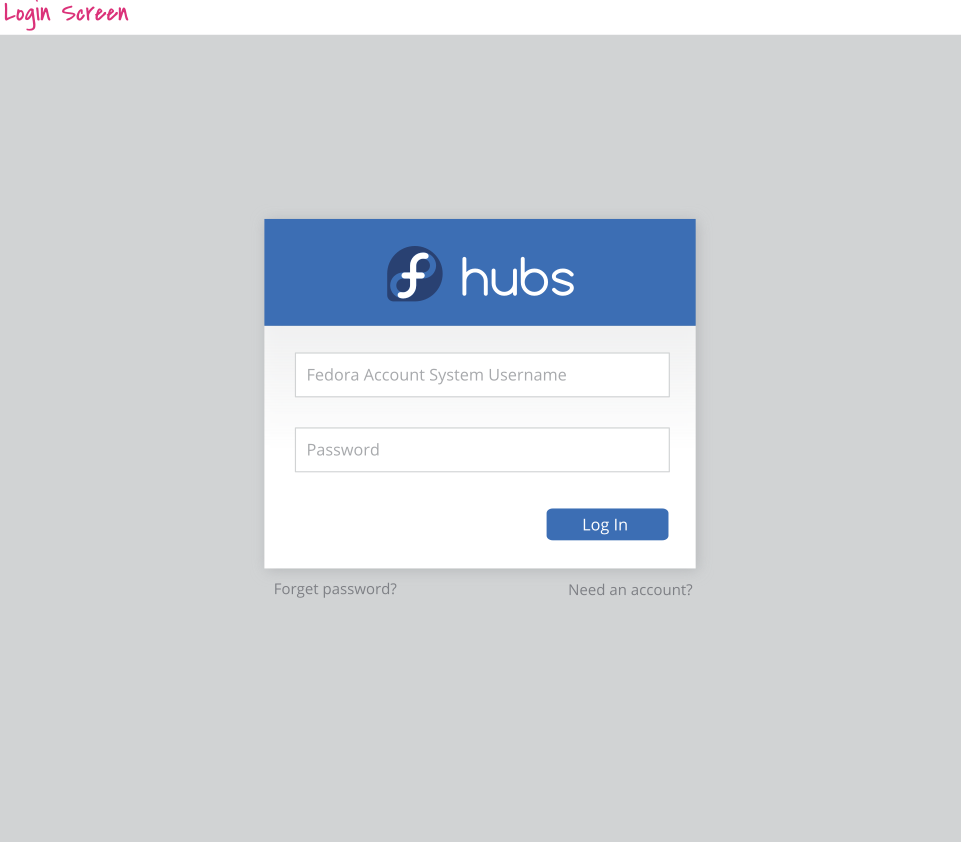 Login Screen
hubs
Fedora Account System Username
Password
Log In
Forget password?
Need an account?